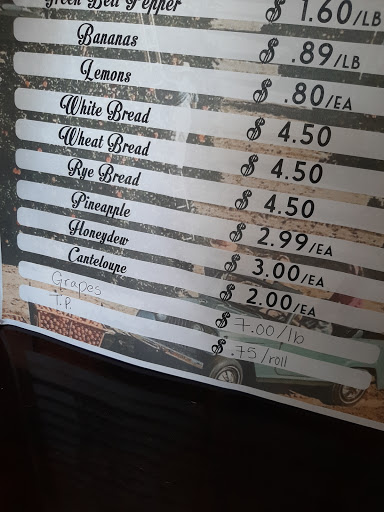 Green Bell Pepper $ 1.60/LB
Bananas $ .89/LB
Lemons $ .80/EA
White Bread $ 4.50
Wheat Bread $ 4.50
Rye Bread $ 4.50
Pineapple $ 2.99/EA
Honeydew $ 3.00/EA
Canteloupe $ 2.00/EA
Grapes $ 7.00/lb
T.P. $ .75/roll